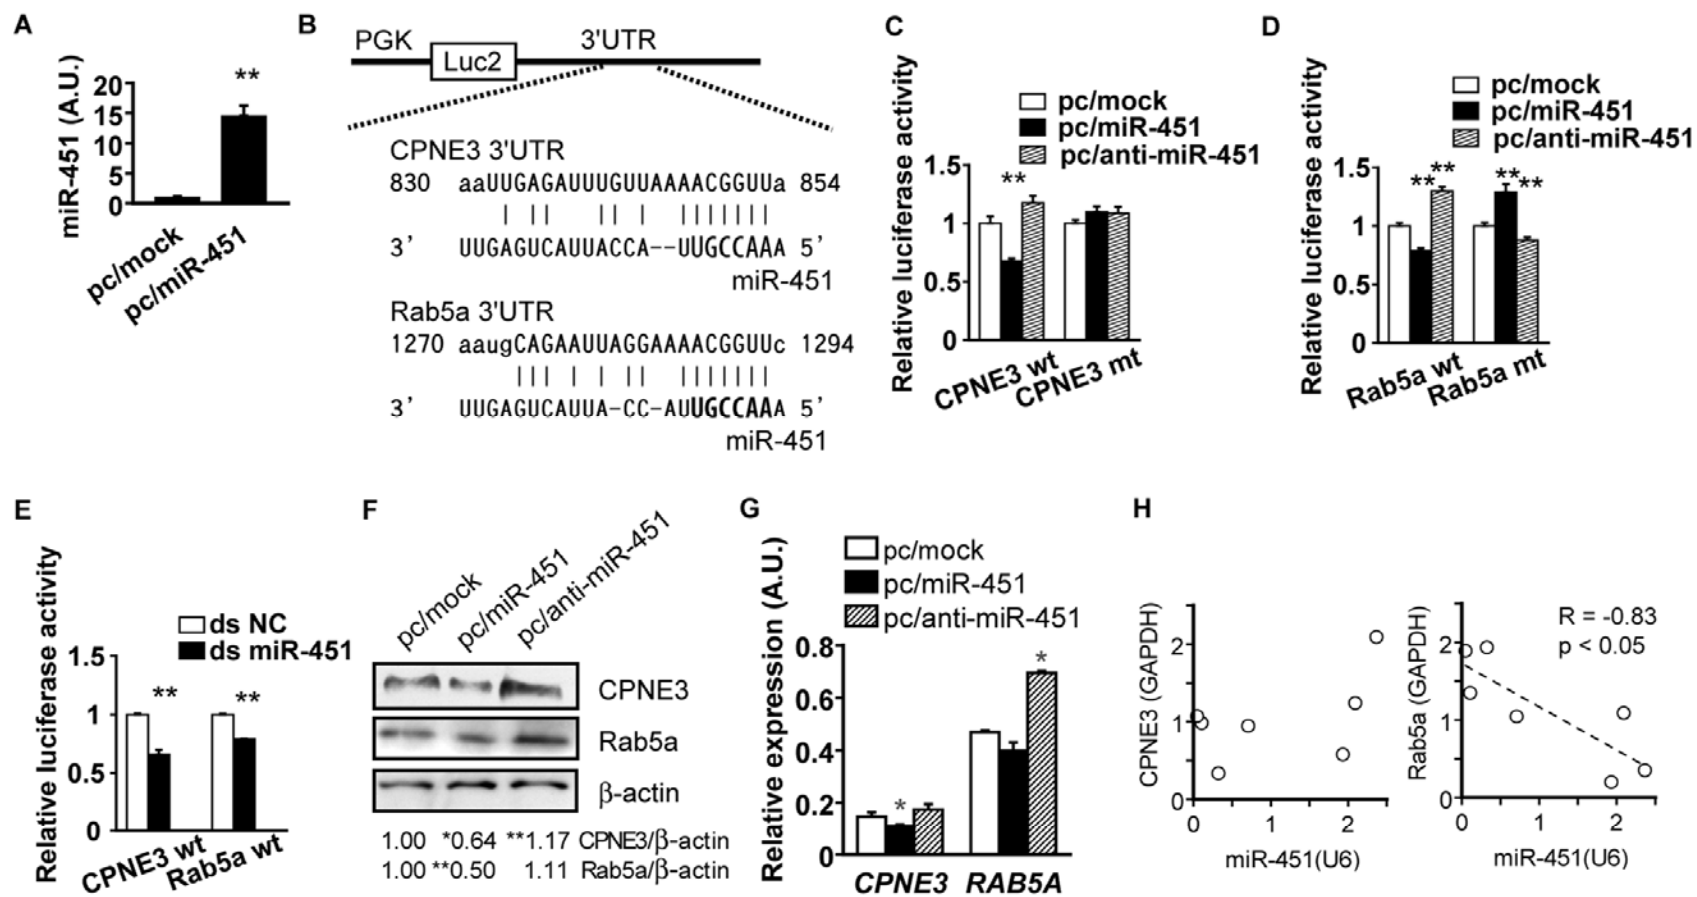 A
miR-451 (A.U.)
20
15
10
5
0
**
pc/mock
pc/miR-451
B
PGK
Luc2
3'UTR
CPNE3 3'UTR
830 aaUUGAGAUUUGUUAAAACGGUUa 854
3’ UUGAGUCAUUACCA--UUGCCAAA 5’
miR-451
Rab5a 3'UTR
1270 aaugCAGAAUUAGGAAAACGGUUc 1294
3’ UUGAGUCAUUA-CC-AUUGCCAAA 5’
miR-451
C
Relative luciferase activity
pc/mock
pc/miR-451
pc/anti-miR-451
1.5
1
0.5
0
**
CPNE3 wt
CPNE3 mt
D
Relative luciferase activity
pc/mock
pc/miR-451
pc/anti-miR-451
1.5
1
0.5
0
** ** ** **
Rab5a wt
Rab5a mt
E
Relative luciferase activity
ds NC
ds miR-451
1.5
1
0.5
0
** **
CPNE3 wt
Rab5a wt
F
pc/mock
pc/miR-451
pc/anti-miR-451
CPNE3
Rab5a
β-actin
1.00 *0.64 **1.17 CPNE3/β-actin
1.00 **0.50 1.11 Rab5a/β-actin
G
Relative expression (A.U.)
pc/mock
pc/miR-451
pc/anti-miR-451
0.8
0.6
0.4
0.2
0
* *
CPNE3 RAB5A
H
CPNE3 (GAPDH)
2
1
0
0 1 2
miR-451(U6)
Rab5a (GAPDH)
R = -0.83
p < 0.05
2
1
0
0 1 2
miR-451(U6)